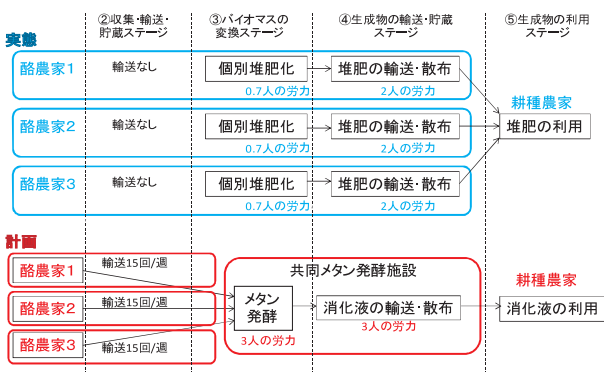 ②収集・輸送・
貯蔵ステージ
③バイオマスの
変換ステージ
④生成物の輸送・貯蔵
ステージ
⑤生成物の利用
ステージ
実態
酪農家1
輸送なし
個別堆肥化
堆肥の輸送・散布
0.7人の労力
2人の労力
酪農家2
輸送なし
個別堆肥化
堆肥の輸送・散布
0.7人の労力
2人の労力
酪農家3
輸送なし
個別堆肥化
堆肥の輸送・散布
0.7人の労力
2人の労力
耕種農家
堆肥の利用
計画
酪農家1
輸送15回/週
酪農家2
輸送15回/週
酪農家3
輸送15回/週
共同メタン発酵施設
メタン
発酵
3人の労力
消化液の輸送・散布
3人の労力
耕種農家
消化液の利用